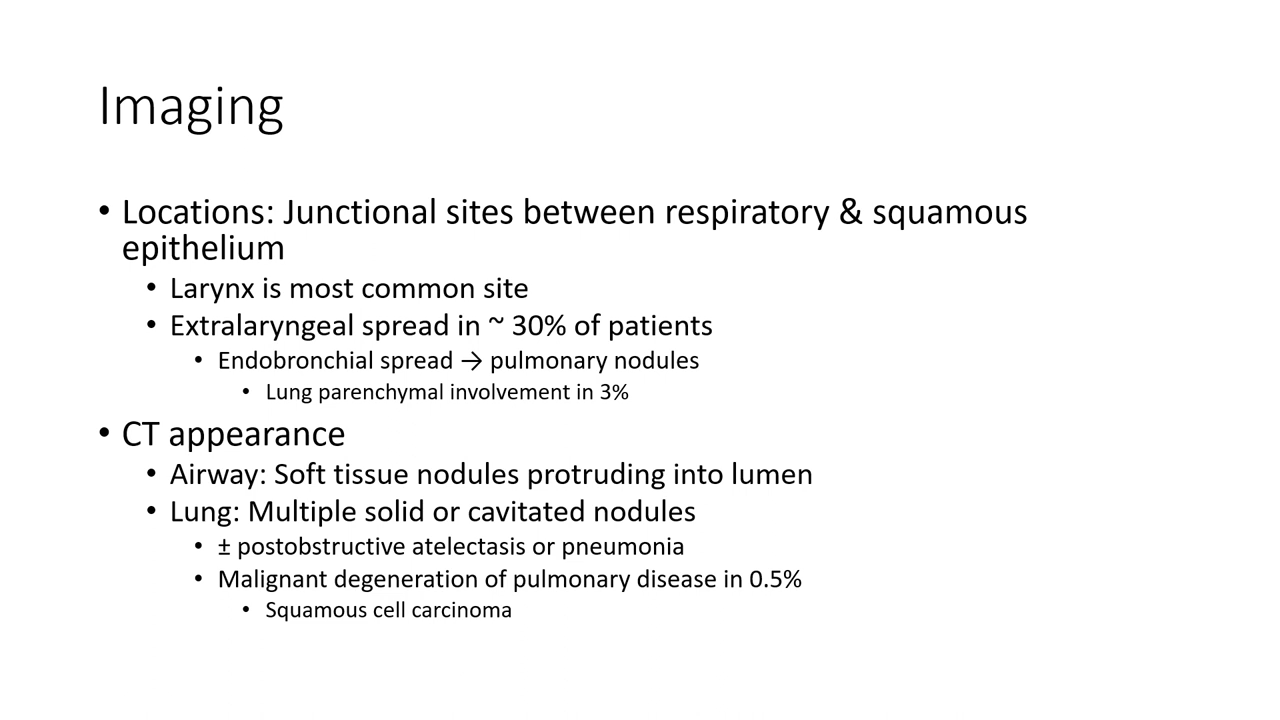 Imaging
• Locations: Junctional sites between respiratory & squamous
epithelium
• Larynx is most common site
• Extralaryngeal spread in ~ 30% of patients
• Endobronchial spread → pulmonary nodules
• Lung parenchymal involvement in 3%
• CT appearance
• Airway: Soft tissue nodules protruding into lumen
• Lung: Multiple solid or cavitated nodules
• ± postobstructive atelectasis or pneumonia
• Malignant degeneration of pulmonary disease in 0.5%
• Squamous cell carcinoma